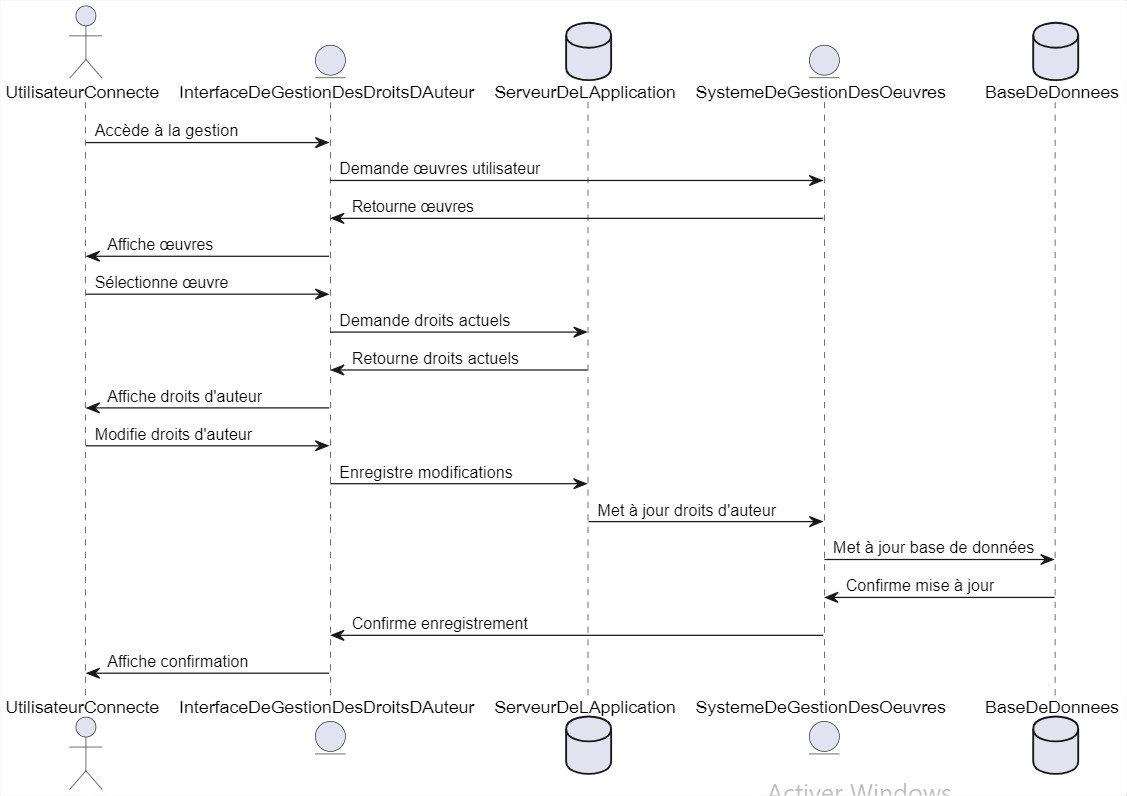 UtilisateurConnecte InterfaceDeGestionDesDroitsDAuteur ServeurDeLApplication SystemeDeGestionDesOeuvres BaseDeDonnees
Accède à la gestion
Demande œuvres utilisateur
Retourne œuvres
Affiche œuvres
Sélectionne œuvre
Demande droits actuels
Retourne droits actuels
Affiche droits d'auteur
Modifie droits d'auteur
Enregistre modifications
Met à jour droits d'auteur
Met à jour base de données
Confirme mise à jour
Confirme enregistrement
Affiche confirmation
UtilisateurConnecte InterfaceDeGestionDesDroitsDAuteur ServeurDeLApplication SystemeDeGestionDesOeuvres BaseDeDonnees
Activer Windows